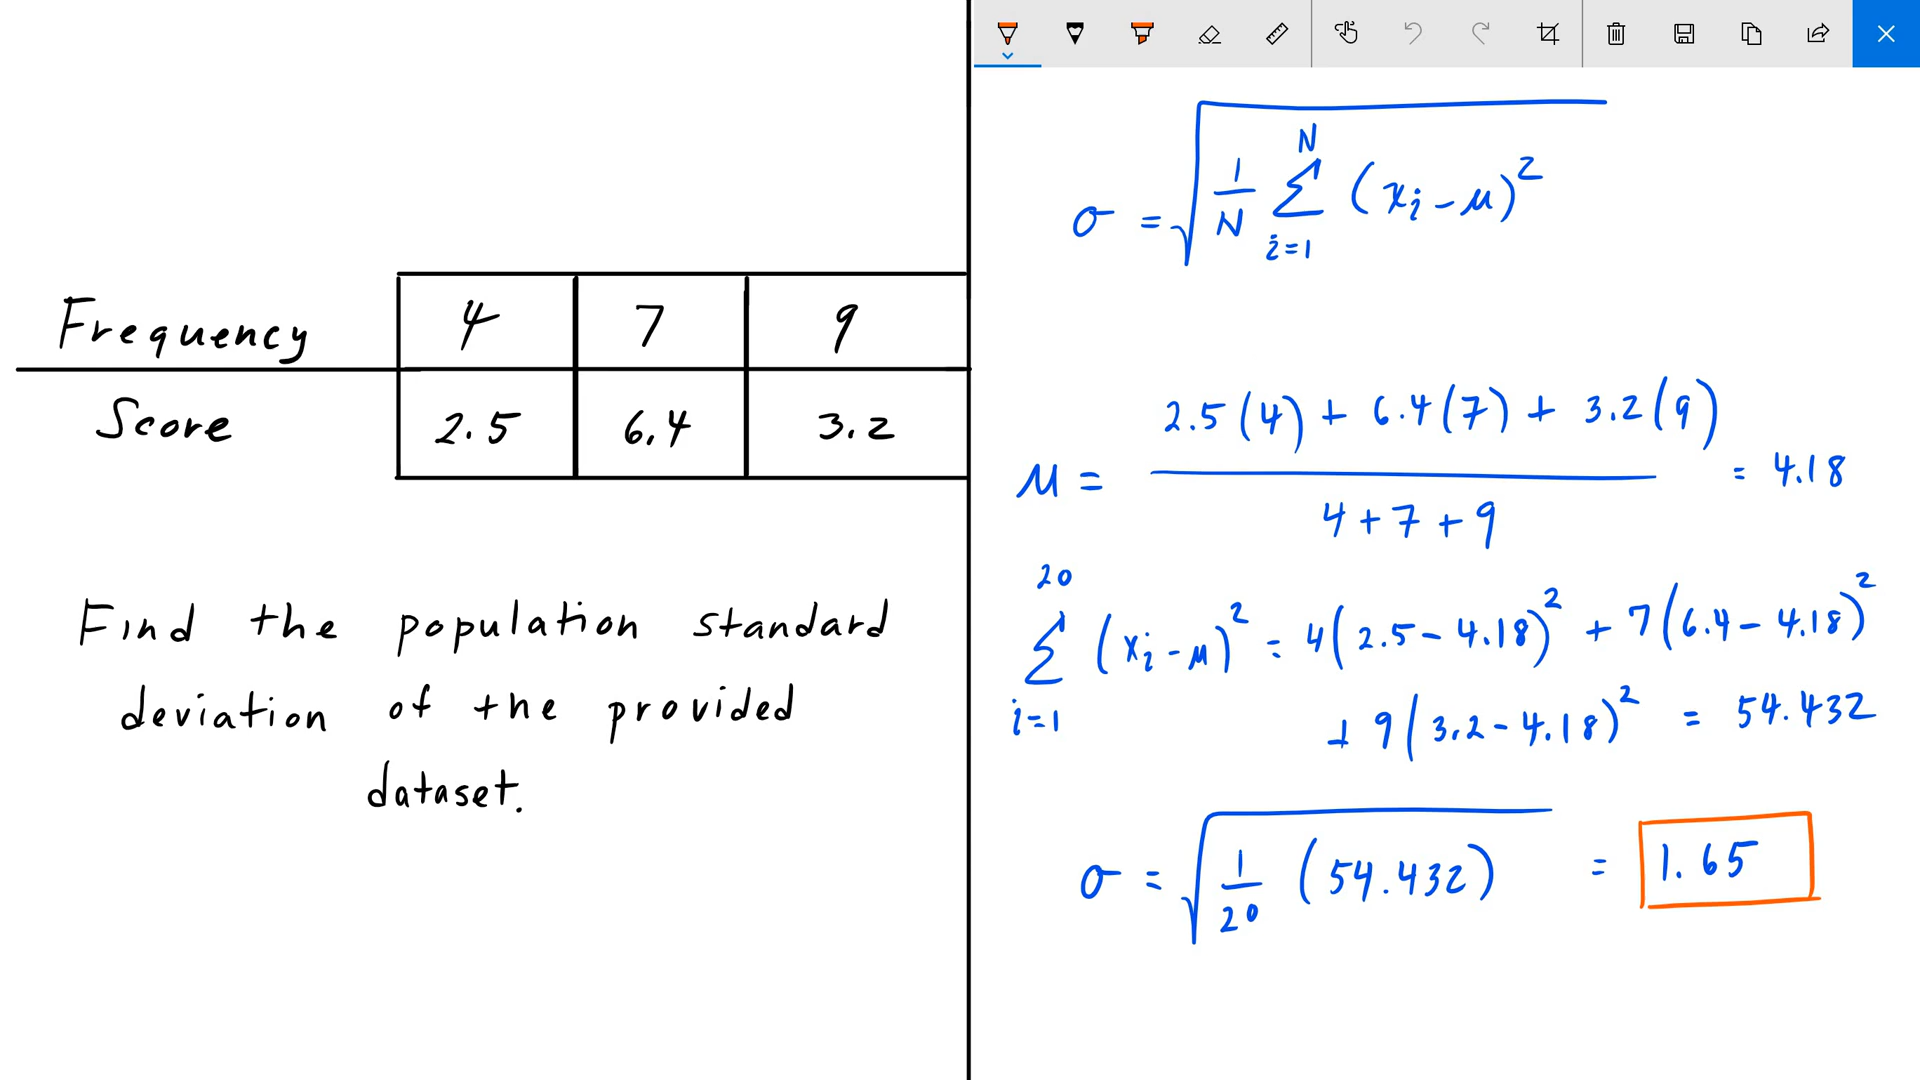 Frequency 4 7 9
Score 2.5 6.4 3.2
Find the population standard
deviation of the provided
dataset.
σ = √(1/N ∑_{i=1}^{N} (x_i - μ)²)
μ = (2.5(4) + 6.4(7) + 3.2(9)) / (4 + 7 + 9) = 4.18
∑_{i=1}^{20} (x_i - μ)² = 4(2.5 - 4.18)² + 7(6.4 - 4.18)²
+ 9(3.2 - 4.18)² = 54.432
σ = √(1/20 (54.432)) = 1.65